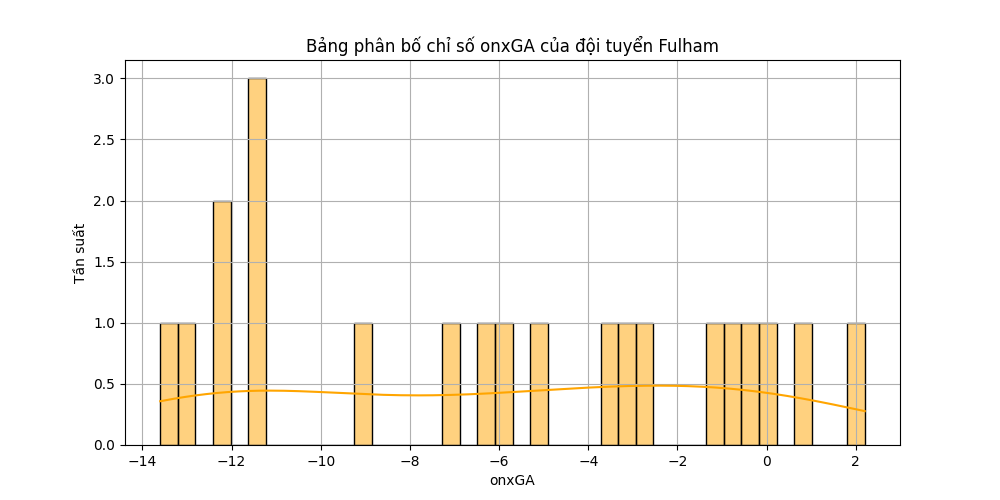 Bảng phân bố chỉ số onxGA của đội tuyển Fulham
3.0
2.5
2.0
1.5
1.0
0.5
0.0
Tần suất
−14 −12 −10 −8 −6 −4 −2 0 2
onxGA